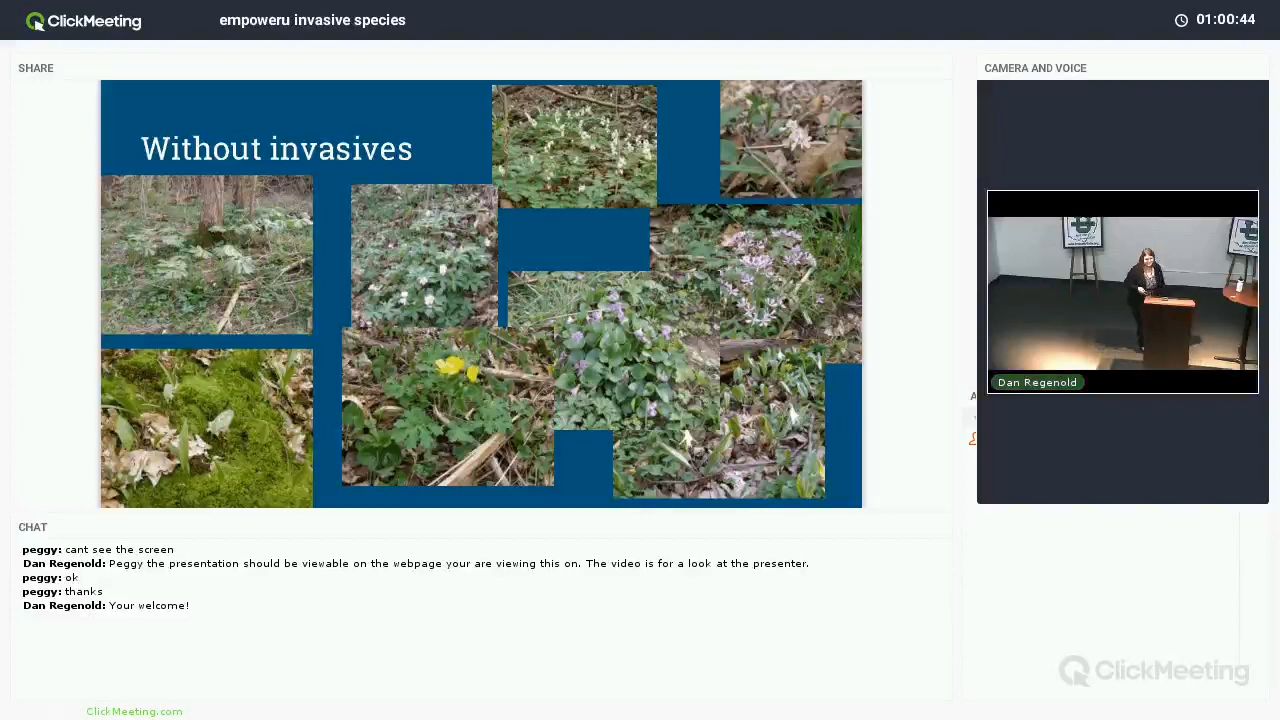 ClickMeeting
empoweru invasive species
01:00:44
SHARE
CAMERA AND VOICE
Without invasives
Dan Regenold
A
CHAT
peggy: cant see the screen
Dan Regenold: Peggy the presentation should be viewable on the webpage your are viewing this on. The video is for a look at the presenter.
peggy: ok
peggy: thanks
Dan Regenold: Your welcome!
ClickMeeting
ClickMeeting.com